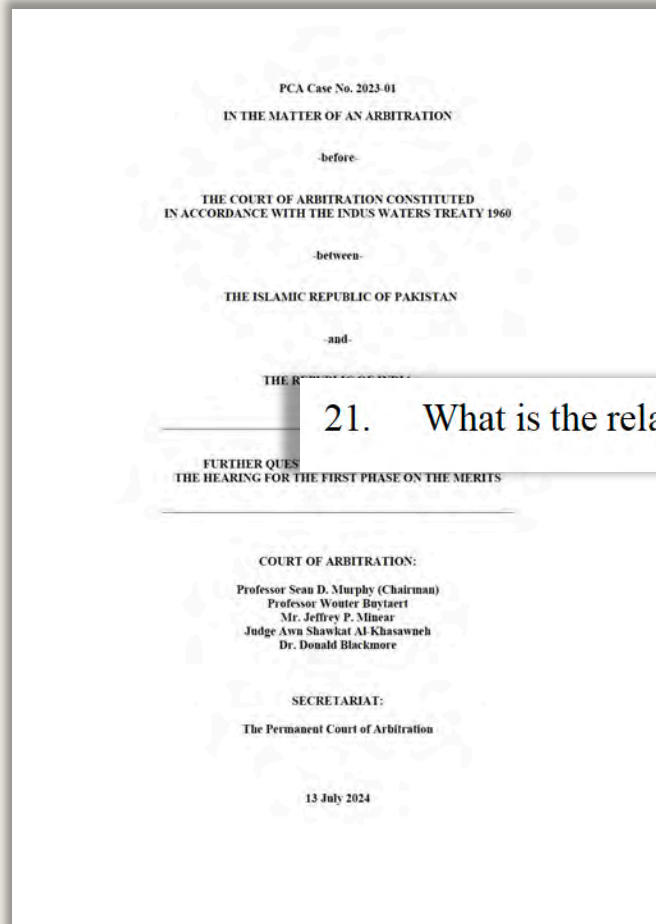 PCA Case No. 2023-01
IN THE MATTER OF AN ARBITRATION
-before-
THE COURT OF ARBITRATION CONSTITUTED
IN ACCORDANCE WITH THE INDUS WATERS TREATY 1960
-between-
THE ISLAMIC REPUBLIC OF PAKISTAN
-and-
THE
21. What is the
FURTHER
THE HEARING FOR THE FIRST PHASE ON THE MERITS
COURT OF ARBITRATION:
Professor Sean D. Murphy (Chairman)
Professor Wouter Buytaert
Mr. Jeffrey P. Minear
Judge Awn Shawkat Al-Khasawneh
Dr. Donald Blackmore
SECRETARIAT:
The Permanent Court of Arbitration
13 July 2024